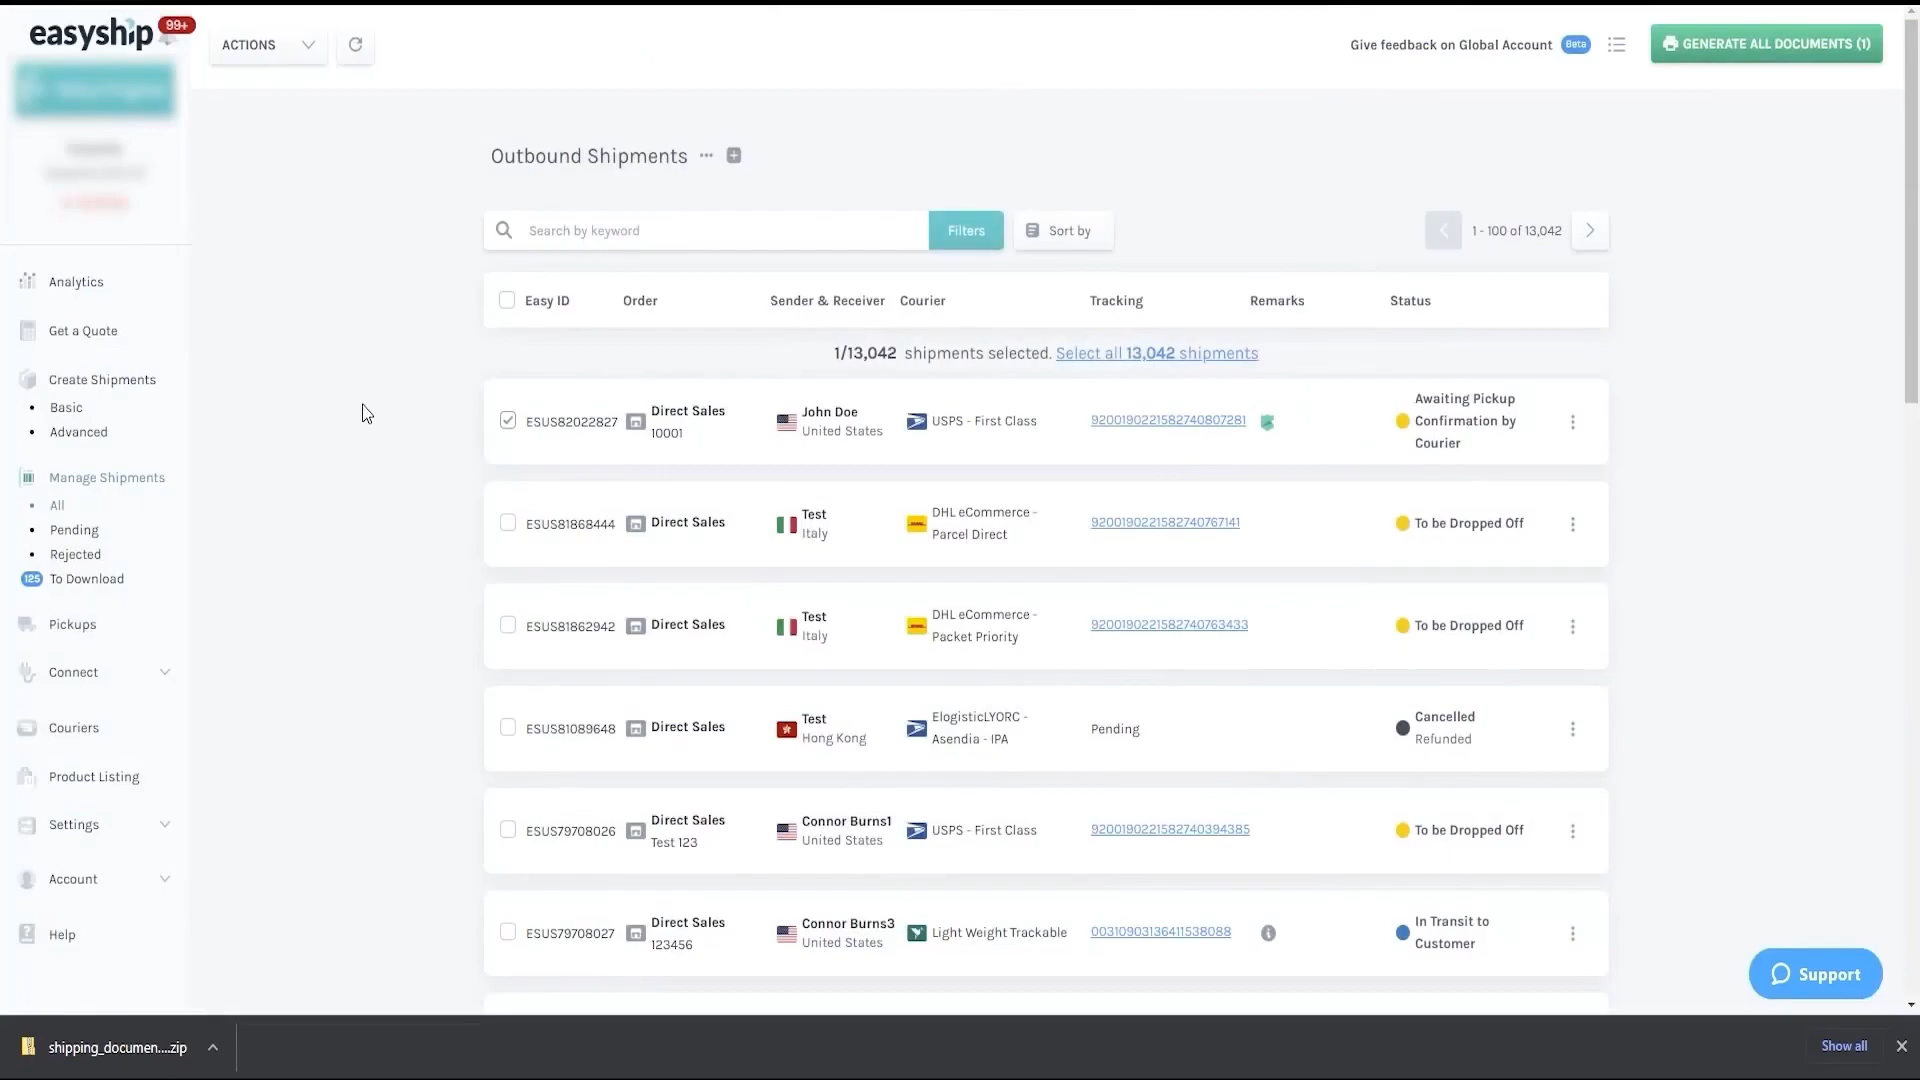 easyship 99+
ACTIONS
Give feedback on Global Account Beta
GENERATE ALL DOCUMENTS (1)
Outbound Shipments
Search by keyword
Filters
Sort by
1 - 100 of 13,042
Analytics
Get a Quote
Create Shipments
Basic
Advanced
Manage Shipments
All
Pending
Rejected
125 To Download
Pickups
Connect
Couriers
Product Listing
Settings
Account
Help
Easy ID Order Sender & Receiver Courier Tracking Remarks Status
1/13,042 shipments selected. Select all 13,042 shipments
ESUS82022827
Direct Sales
10001
John Doe
United States
USPS - First Class
9200190221582740807281
Awaiting Pickup
Confirmation by
Courier
ESUS81868444
Direct Sales
Test
Italy
DHL eCommerce -
Parcel Direct
9200190221582740767141
To be Dropped Off
ESUS81862942
Direct Sales
Test
Italy
DHL eCommerce -
Packet Priority
9200190221582740763433
To be Dropped Off
ESUS81089648
Direct Sales
Test
Hong Kong
ElogisticLYORC -
Asendia - IPA
Pending
Cancelled
Refunded
ESUS79708026
Direct Sales
Test 123
Connor Burns1
United States
USPS - First Class
9200190221582740394385
To be Dropped Off
ESUS79708027
Direct Sales
123456
Connor Burns3
United States
Light Weight Trackable
00310903136411538088
In Transit to
Customer
Support
shipping_documen....zip
Show all